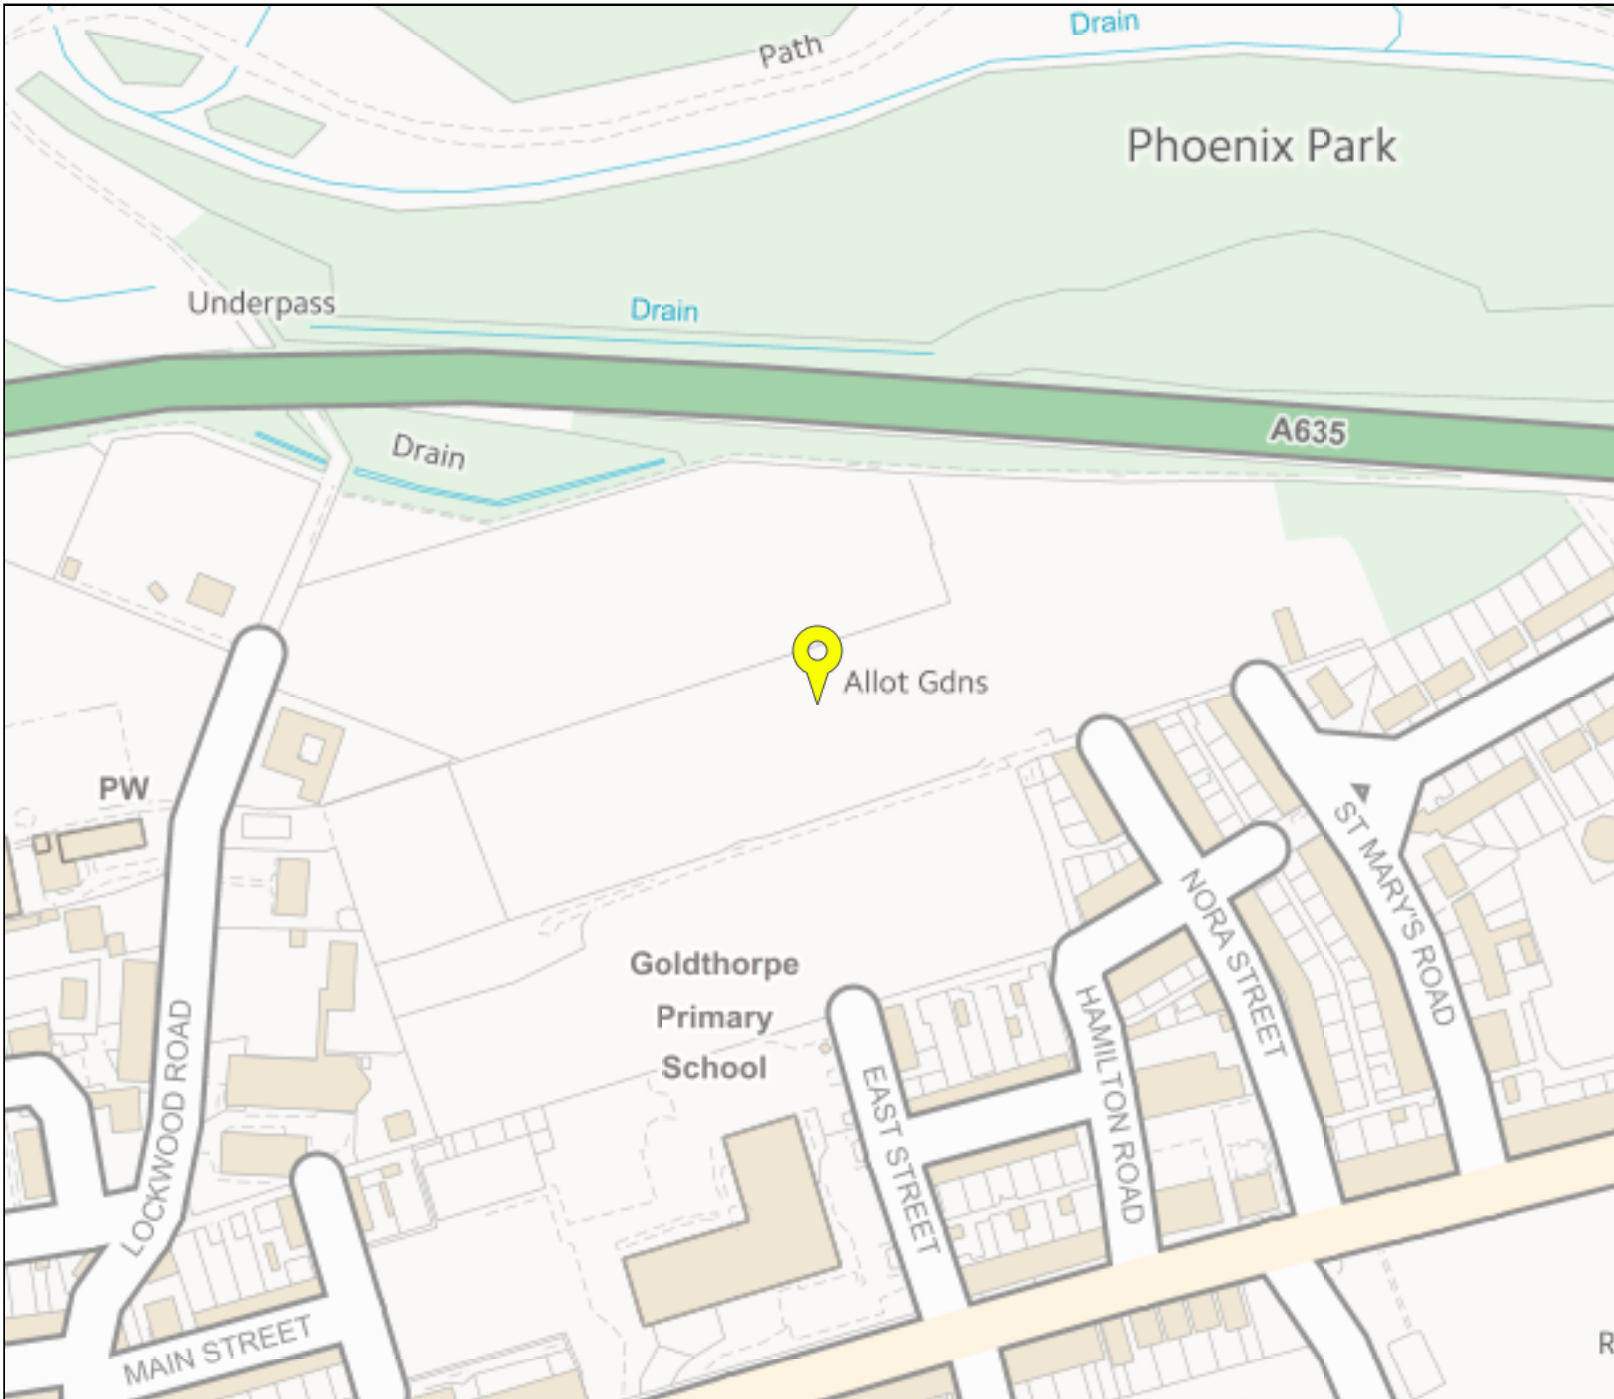 Drain
Path
Phoenix Park
Underpass
Drain
A635
Drain
Allot Gdns
PW
ST MARY'S ROAD
NORA STREET
Goldthorpe
Primary
School
HAMILTON ROAD
LOCKWOOD ROAD
EAST STREET
MAIN STREET
R